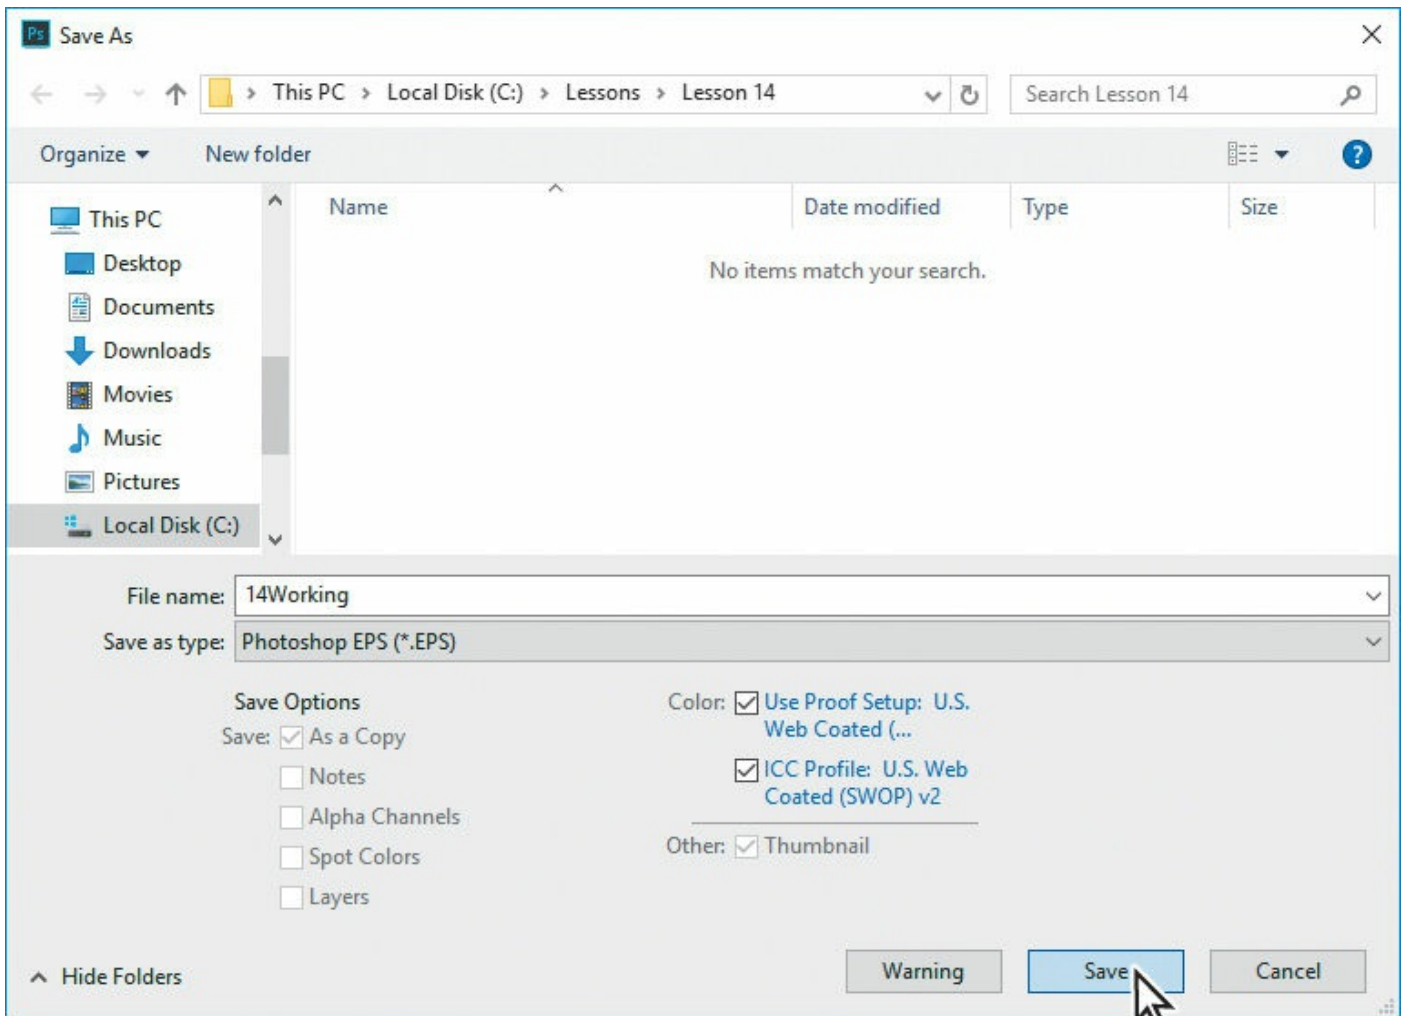 Ps Save As
This PC > Local Disk (C:) > Lessons > Lesson 14
Search Lesson 14
Organize
New folder
?
Name
Date modified
Type
Size
No items match your search.
This PC
Desktop
Documents
Downloads
Movies
Music
Pictures
Local Disk (C:)
File name: 14Working
Save as type: Photoshop EPS (*.EPS)
Save Options
Save: As a Copy
Notes
Alpha Channels
Spot Colors
Layers
Color: Use Proof Setup: U.S.
Web Coated (...
ICC Profile: U.S. Web
Coated (SWOP) v2
Other: Thumbnail
Hide Folders
Warning
Save
Cancel